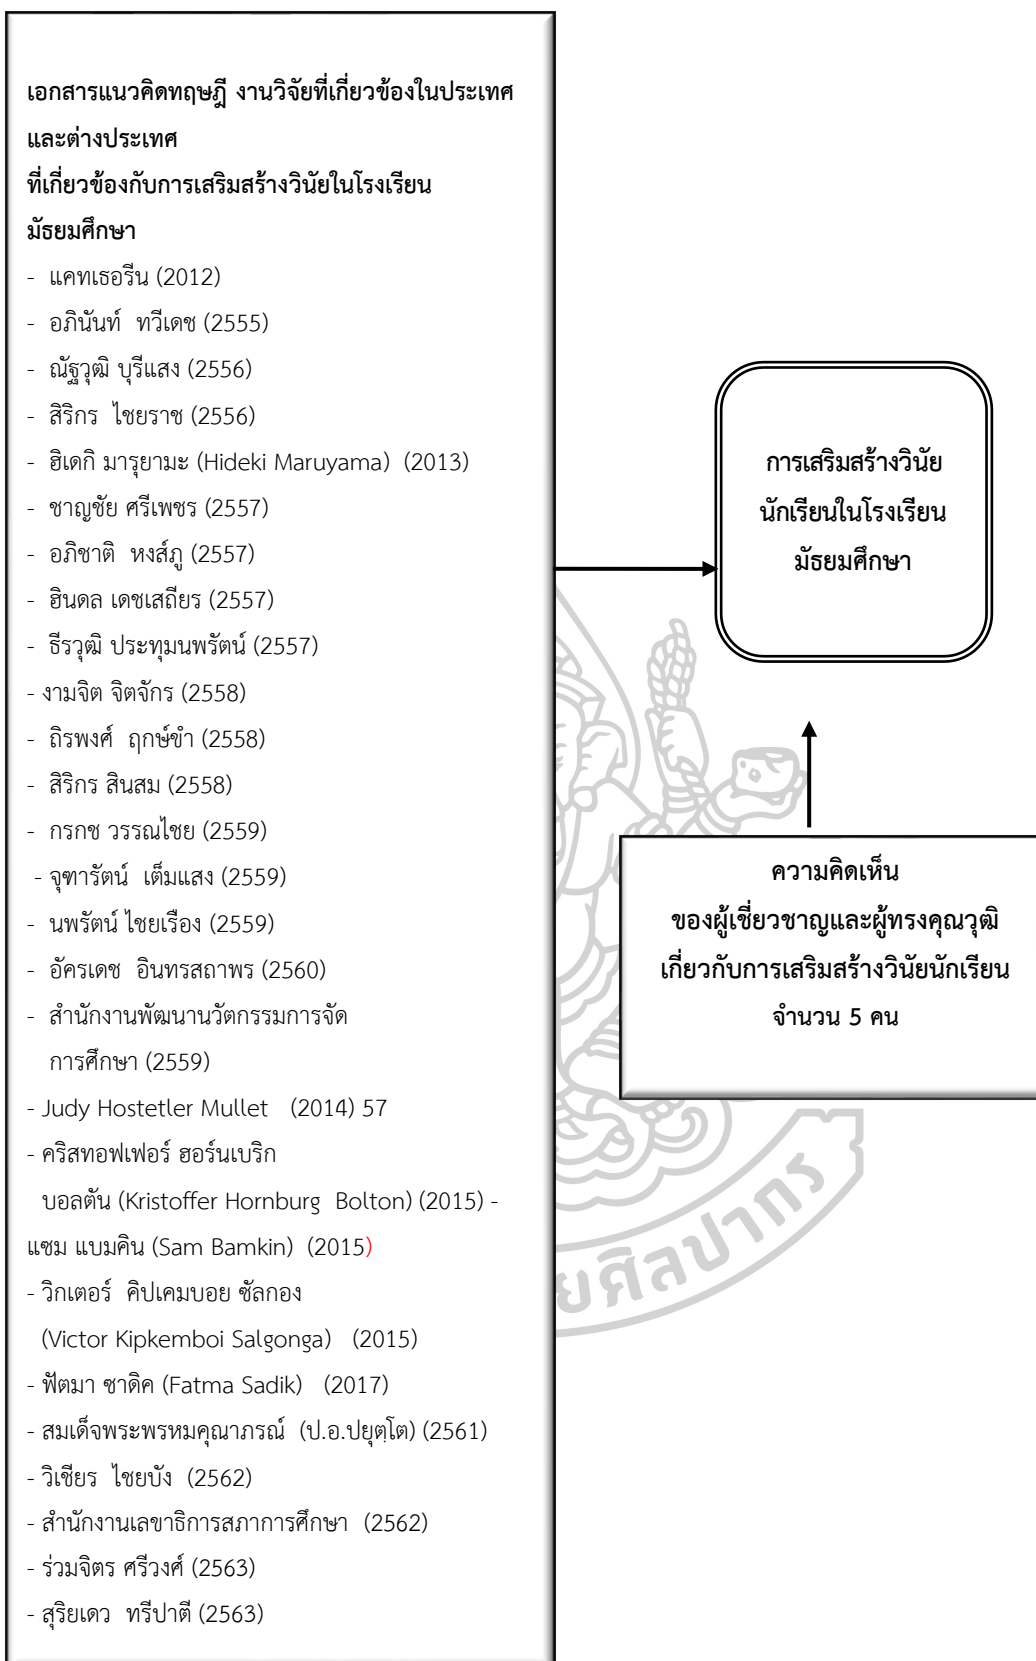 เอกสารแนวคิดทฤษฎี งานวิจัยที่เกี่ยวข้องในประเทศ
และต่างประเทศ
ที่เกี่ยวข้องกับการเสริมสร้างวินัยในโรงเรียน
มัธยมศึกษา
- แคทเธอรีน (2012)
- อภินันท์ ทวีเดช (2555)
- ณัฐวุฒิ บุรีแสง (2556)
- สิริกร ไชยราช (2556)
- ฮิเดกิ มารุยามะ (Hideki Maruyama) (2013)
- ชาญชัย ศรีเพชร (2557)
- อภิชาติ หงส์ภู (2557)
- ฮินดล เดชเสถียร (2557)
- ธีรวุฒิ ประทุมนพรัตน์ (2557)
- งามจิต จิตจักร (2558)
- ถิรพงศ์ ฤกษ์ขำ (2558)
- สิริกร สินสม (2558)
- กรกช วรรณไชย (2559)
- จุฑารัตน์ เต็มแสง (2559)
- นพรัตน์ ไชยเรือง (2559)
- อัครเดช อินทรสถาพร (2560)
- สำนักงานพัฒนานวัตกรรมการจัด
การศึกษา (2559)
- Judy Hostetler Mullet (2014) 57
- คริสทอฟเฟอร์ ฮอร์นเบริก
บอลตัน (Kristoffer Hornburg Bolton) (2015) -
แซม แบมคิน (Sam Bamkin) (2015)
- วิกเตอร์ คิปเคมบอย ซัลกอง
(Victor Kipkemboi Salgonga) (2015)
- ฟัตมา ซาดิค (Fatma Sadik) (2017)
- สมเด็จพระพรหมคุณาภรณ์ (ป.อ.ปยุตฺโต) (2561)
- วิเชียร ไชยบัง (2562)
- สำนักงานเลขาธิการสภาการศึกษา (2562)
- ร่วมจิตร ศรีวงศ์ (2563)
- สุริยเดว ทรีปาตี (2563)
การเสริมสร้างวินัย
นักเรียนในโรงเรียน
มัธยมศึกษา
ความคิดเห็น
ของผู้เชี่ยวชาญและผู้ทรงคุณวุฒิ
เกี่ยวกับการเสริมสร้างวินัยนักเรียน
จำนวน 5 คน
ยศิลปากร